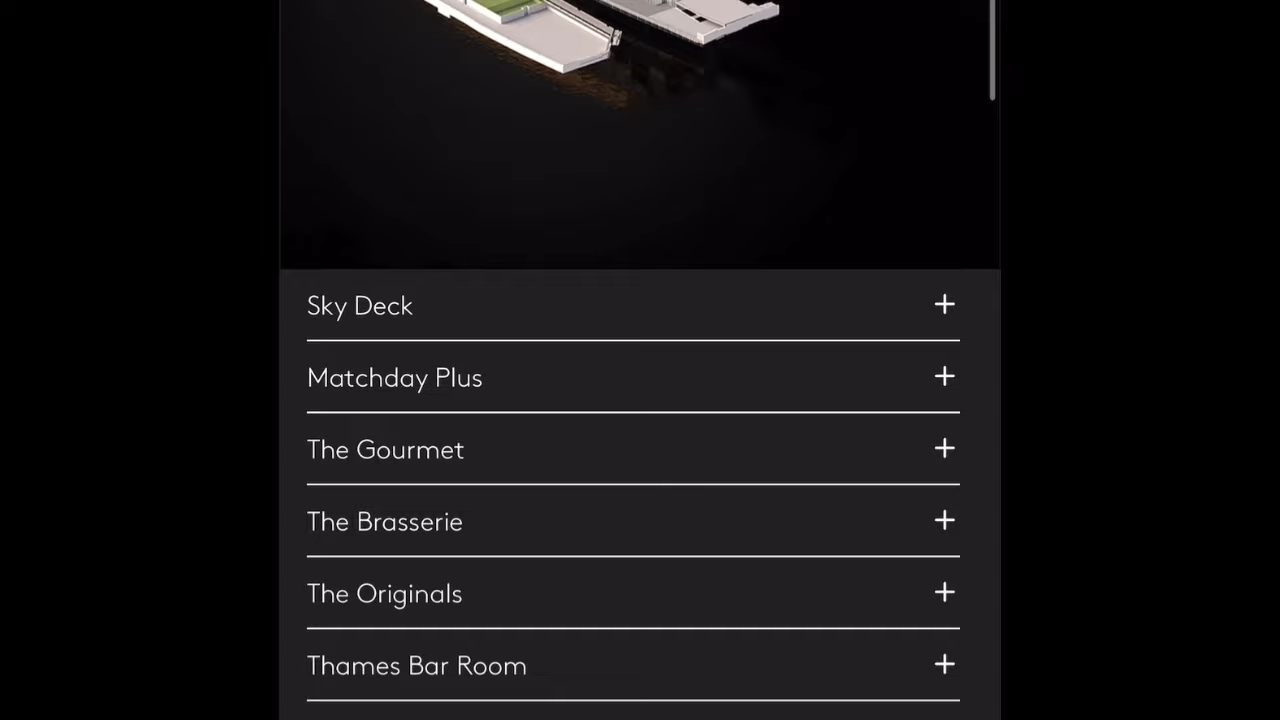 Sky Deck
Matchday Plus
The Gourmet
The Brasserie
The Originals
Thames Bar Room